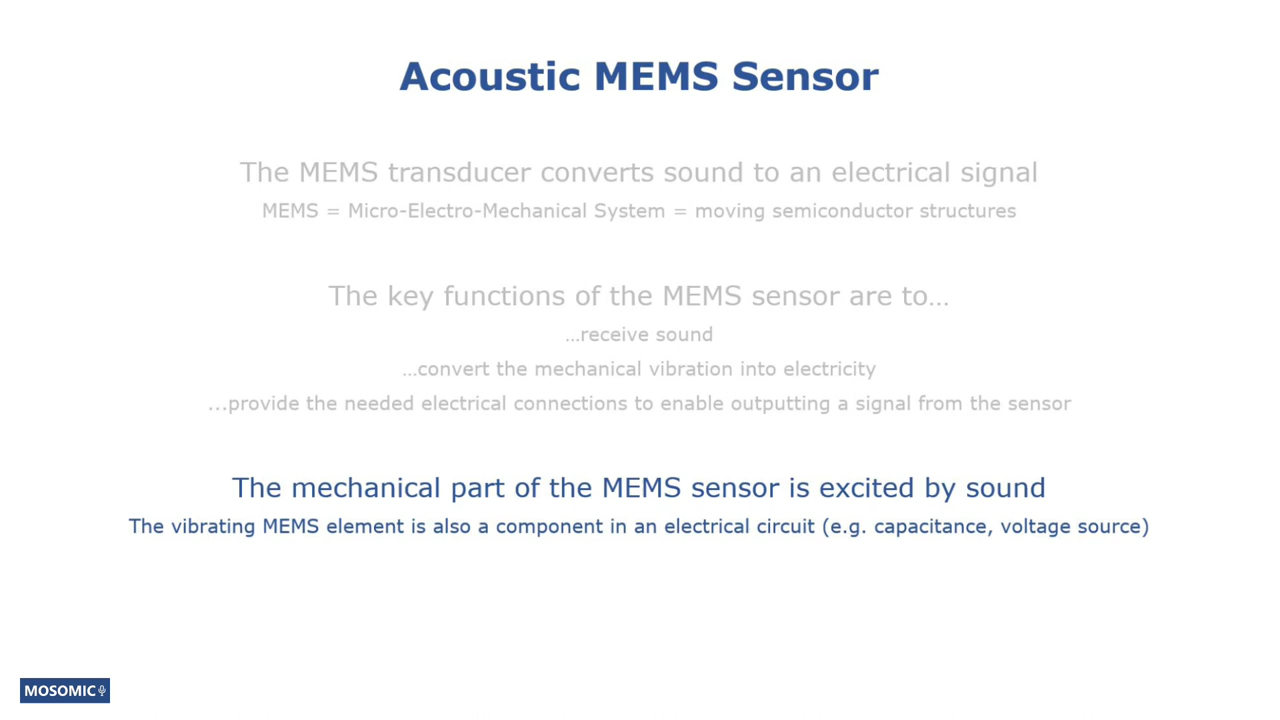 Acoustic MEMS Sensor
The MEMS transducer converts sound to an electrical signal
MEMS = Micro-Electro-Mechanical System = moving semiconductor structures
The key functions of the MEMS sensor are to…
…receive sound
…convert the mechanical vibration into electricity
…provide the needed electrical connections to enable outputting a signal from the sensor
The mechanical part of the MEMS sensor is excited by sound
The vibrating MEMS element is also a component in an electrical circuit (e.g. capacitance, voltage source)
MOSOMIC